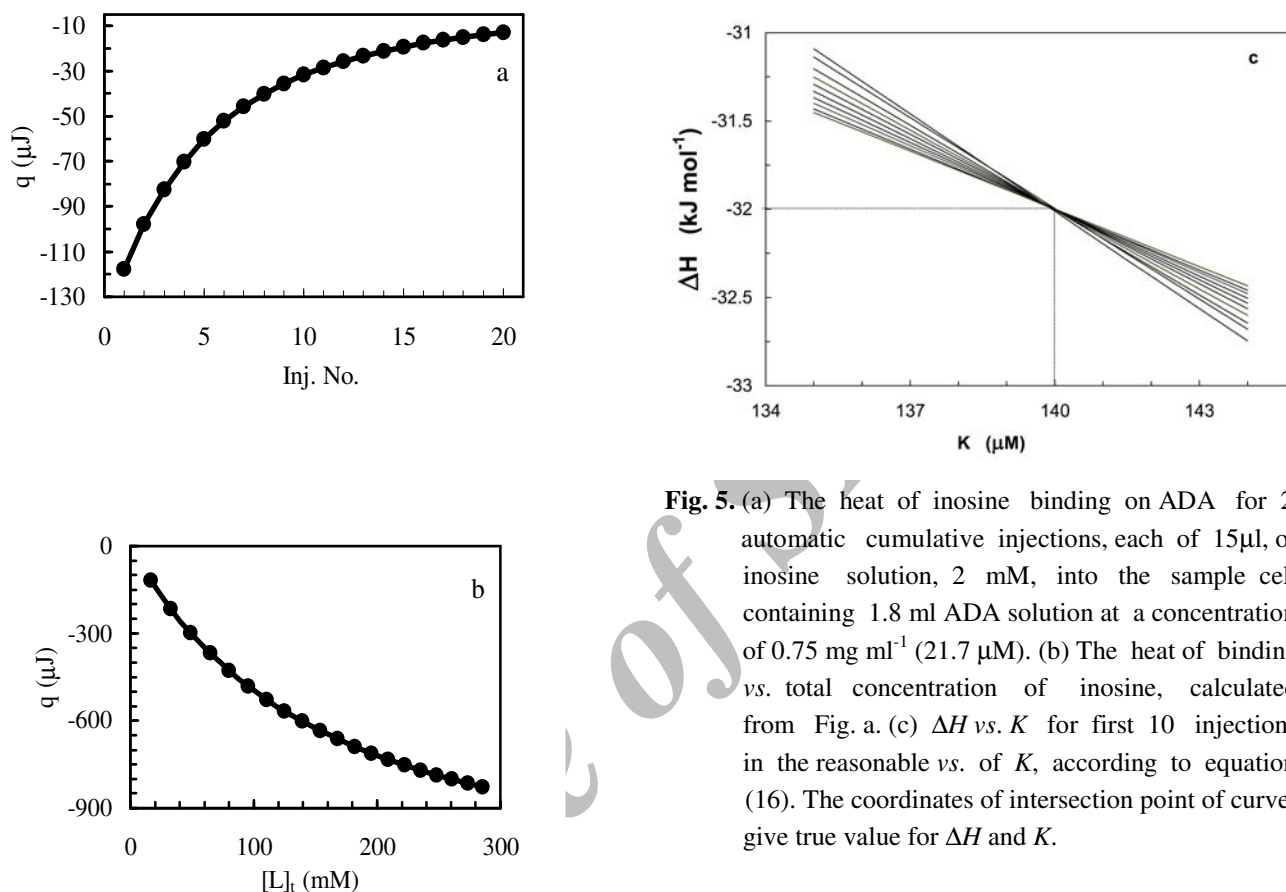 -10
-30
-50
-70
-90
-110
-130
q (μJ)
a
0 5 10 15 20
Inj. No.
0
-300
-600
-900
q (μJ)
b
0 100 200 300
[L]t (mM)
-31
-31.5
-32
-32.5
-33
ΔH (kJ mol-1)
c
134 137 140 143
K (μM)
Fig. 5. (a) The heat of inosine binding on ADA for 2
automatic cumulative injections, each of 15μl, o
inosine solution, 2 mM, into the sample cel
containing 1.8 ml ADA solution at a concentration
of 0.75 mg ml-1 (21.7 μM). (b) The heat of bindin
vs. total concentration of inosine, calculate
from Fig. a. (c) ΔH vs. K for first 10 injection
in the reasonable vs. of K, according to equation
(16). The coordinates of intersection point of curve
give true value for ΔH and K.
of